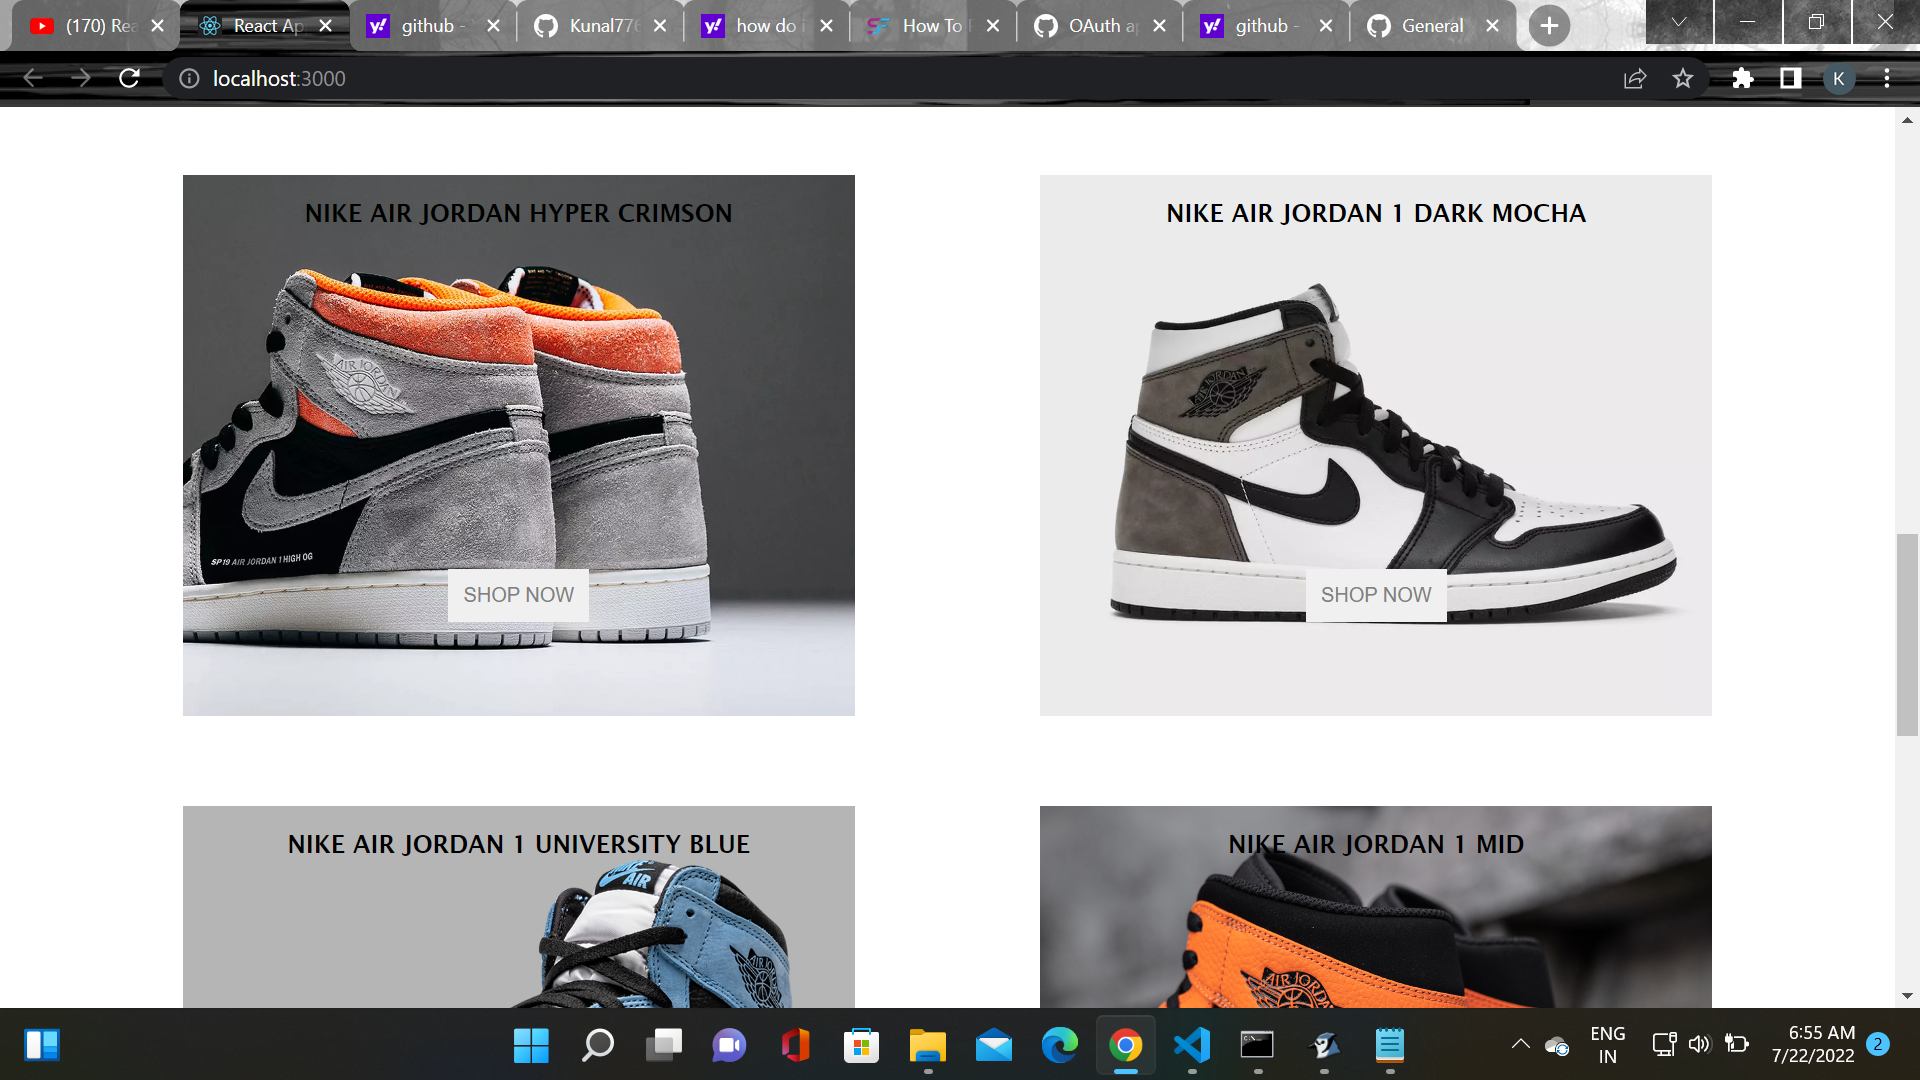 (170) Rea
React Ap
github -
Kunal776
how do i
How To
OAuth a
github -
General
localhost:3000
K
NIKE AIR JORDAN HYPER CRIMSON
AIR JORDAN
SP19 AIR JORDAN 1 HIGH OG
SHOP NOW
NIKE AIR JORDAN 1 DARK MOCHA
AIR JORDAN
SHOP NOW
NIKE AIR JORDAN 1 UNIVERSITY BLUE
AIR
AIR JORDAN
NIKE AIR JORDAN 1 MID
AIR JORDAN
ENG
IN
6:55 AM
7/22/2022
2